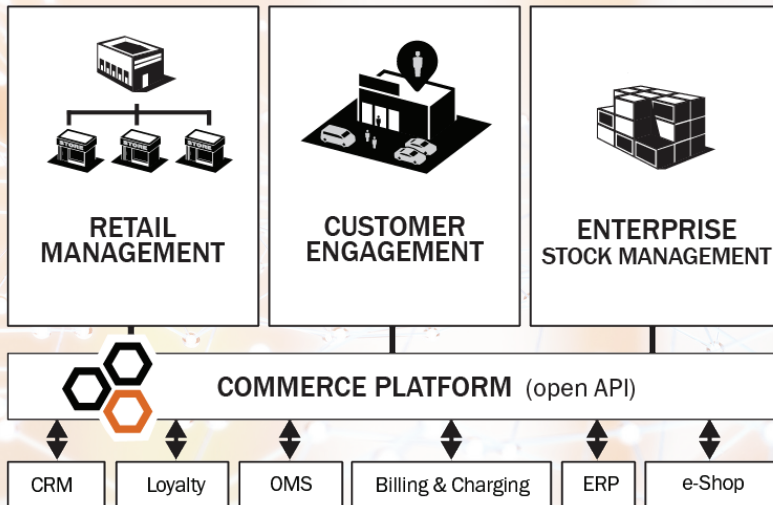 STORE
STORE
STORE
RETAIL
MANAGEMENT
CUSTOMER
ENGAGEMENT
ENTERPRISE
STOCK MANAGEMENT
COMMERCE PLATFORM (open API)
CRM
Loyalty
OMS
Billing & Charging
ERP
e-Shop